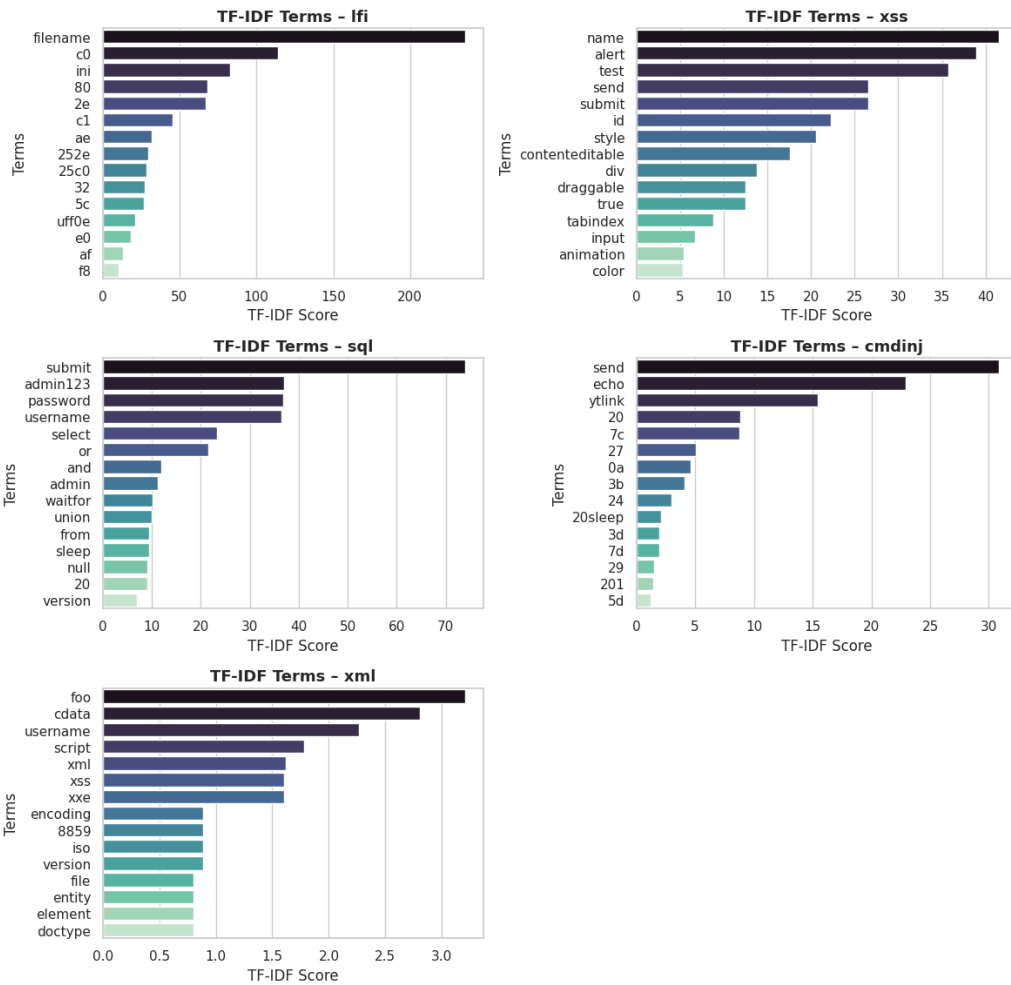 TF-IDF Terms – lfi
Terms
filename
c0
ini
80
2e
c1
ae
252e
25c0
32
5c
uff0e
e0
af
f8
0 50 100 150 200
TF-IDF Score
TF-IDF Terms – xss
Terms
name
alert
test
send
submit
id
style
contenteditable
div
draggable
true
tabindex
input
animation
color
0 5 10 15 20 25 30 35 40
TF-IDF Score
TF-IDF Terms – sql
Terms
submit
admin123
password
username
select
or
and
admin
waitfor
union
from
sleep
null
20
version
0 10 20 30 40 50 60 70
TF-IDF Score
TF-IDF Terms – cmdinj
Terms
send
echo
ytlink
20
7c
27
0a
3b
24
20sleep
3d
7d
29
201
5d
0 5 10 15 20 25 30
TF-IDF Score
TF-IDF Terms – xml
Terms
foo
cdata
username
script
xml
xss
xxe
encoding
8859
iso
version
file
entity
element
doctype
0.0 0.5 1.0 1.5 2.0 2.5 3.0
TF-IDF Score